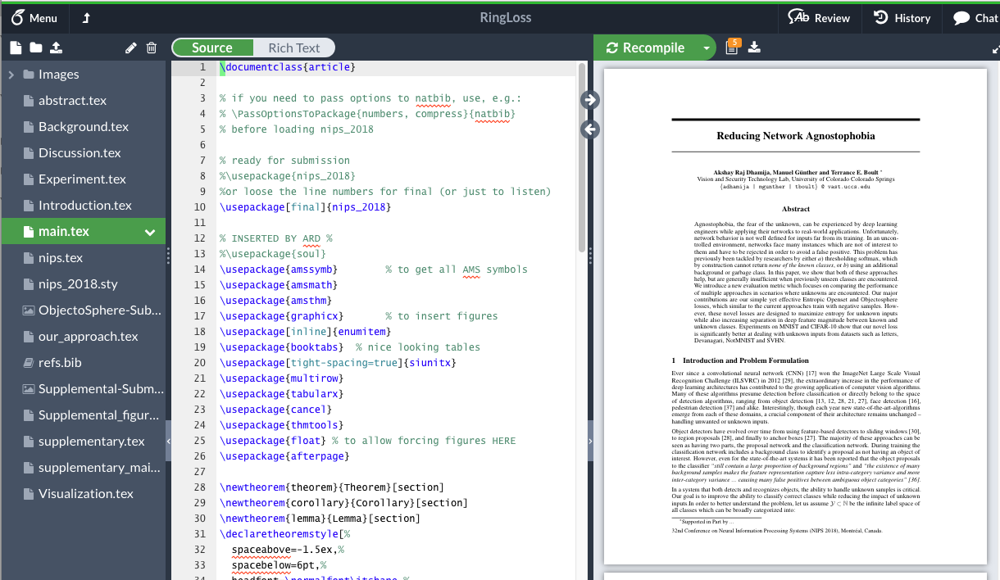 Menu
RingLoss
Review
History
Chat
Source
Rich Text
Recompile
5
Images
abstract.tex
Background.tex
Discussion.tex
Experiment.tex
Introduction.tex
main.tex
nips.tex
nips_2018.sty
ObjectoSphere-Sub...
our_approach.tex
refs.bib
Supplemental-Subm...
Supplemental_figur...
supplementary.tex
supplementary_mai...
Visualization.tex
1 \documentclass{article}
2
3 % if you need to pass options to natbib, use, e.g.:
4 % \PassOptionsToPackage{numbers, compress}{natbib}
5 % before loading nips_2018
6
7 % ready for submission
8 %\usepackage{nips_2018}
9 %or loose the line numbers for final (or just to listen)
10 \usepackage[final]{nips_2018}
11
12 % INSERTED BY ARD %
13 %\usepackage{soul}
14 \usepackage{amssymb} % to get all AMS symbols
15 \usepackage{amsmath}
16 \usepackage{amsthm}
17 \usepackage{graphicx} % to insert figures
18 \usepackage[inline]{enumitem}
19 \usepackage{booktabs} % nice looking tables
20 \usepackage[tight-spacing=true]{siunitx}
21 \usepackage{multirow}
22 \usepackage{tabularx}
23 \usepackage{cancel}
24 \usepackage{thmtools}
25 \usepackage{float} % to allow forcing figures HERE
26 \usepackage{afterpage}
27
28 \newtheorem{theorem}{Theorem}[section]
29 \newtheorem{corollary}{Corollary}[section]
30 \newtheorem{lemma}{Lemma}[section]
31 \declaretheoremstyle[%
32 spaceabove=-1.5ex,%
33 spacebelow=6pt,%
34 headfont=\normalfont\itshape,%
Reducing Network Agnostophobia
Akshay Raj Dhamija, Manuel Günther and Terrance E. Boult *
Vision and Security Technology Lab, University of Colorado Colorado Springs
{adhamija | mgunther | tboult} @ vast.uccs.edu
Abstract
Agnostophobia, the fear of the unknown, can be experienced by deep learning
engineers while applying their networks to real-world applications. Unfortunately,
network behavior is not well defined for inputs far from its training. In an uncon-
trolled environment, networks face many instances which are not of interest to
them and have to be rejected in order to avoid a false positive. This problem has
previously been tackled by researchers by either a) thresholding softmax, which
by construction cannot return none of the known classes, or b) using an additional
background or garbage class. In this paper, we show that both of these approaches
help, but are generally insufficient when previously unseen classes are encountered.
We introduce a new evaluation metric which focuses on comparing the performance
of multiple approaches in scenarios where unknowns are encountered. Our major
contributions are our simple yet effective Entropic Openset and Objectosphere
losses, which similar to the current approaches train with negative samples. How-
ever, these novel losses are designed to maximize entropy for unknown inputs
while also increasing separation in deep feature magnitude between known and
unknown classes. Experiments on MNIST and CIFAR-10 show that our novel loss
is significantly better at dealing with unknown inputs from datasets such as letters,
Devanagari, NotMNIST and SVHN.
1 Introduction and Problem Formulation
Ever since a convolutional neural network (CNN) [17] won the ImageNet Large Scale Visual
Recognition Challenge (ILSVRC) in 2012 [29], the extraordinary increase in the performance of
deep learning architectures has contributed to the growing application of computer vision algorithms.
Many of these algorithms presume detection before classification or directly belong to the space
of detection algorithms, ranging from object detection [13, 12, 28, 21, 27], face detection [16],
pedestrian detection [37] and alike. Interestingly, though each year new state-of-the-art-algorithms
emerge from each of these domains, a crucial component of their architecture remains unchanged –
handling unwanted or unknown inputs.
Object detectors have evolved over time from using feature-based detectors to sliding windows [30],
to region proposals [28], and finally to anchor boxes [27]. The majority of these approaches can be
seen as having two parts, the proposal network and the classification network. During training the
classification network includes a background class to identify a proposal as not having an object of
interest. However, even for the state-of-the-art systems it has been reported that the object proposals
to the classifier "still contain a large proportion of background regions" and "the existence of many
background samples makes the feature representation capture less intra-category variance and more
inter-category variance ... causing many false positives between ambiguous object categories" [36].
In a system that both detects and recognizes objects, the ability to handle unknown samples is critical.
Our goal is to improve the ability to classify correct classes while reducing the impact of unknown
inputs.In order to better understand the problem, let us assume 𝒴 ⊂ ℕ be the infinite label space of
all classes which can be broadly categorized into:
*Supported in Part by ...
32nd Conference on Neural Information Processing Systems (NIPS 2018), Montréal, Canada.